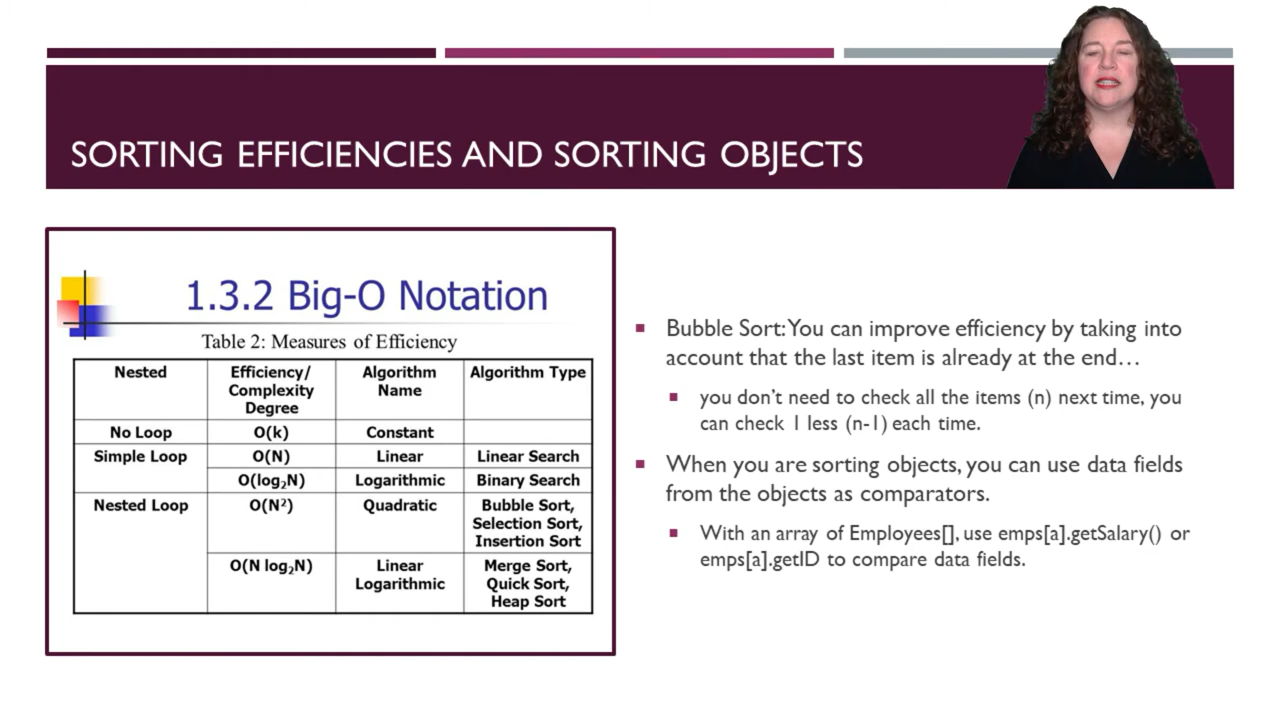 SORTING EFFICIENCIES AND SORTING OBJECTS
1.3.2 Big-O Notation
Table 2: Measures of Efficiency
Nested Efficiency/ Complexity Degree Algorithm Name Algorithm Type
No Loop O(k) Constant
Simple Loop O(N) Linear Linear Search
O(log₂N) Logarithmic Binary Search
Nested Loop O(N²) Quadratic Bubble Sort, Selection Sort, Insertion Sort
O(N log₂N) Linear Logarithmic Merge Sort, Quick Sort, Heap Sort
Bubble Sort: You can improve efficiency by taking into
account that the last item is already at the end…
you don't need to check all the items (n) next time, you
can check 1 less (n-1) each time.
When you are sorting objects, you can use data fields
from the objects as comparators.
With an array of Employees[], use emps[a].getSalary() or
emps[a].getID to compare data fields.